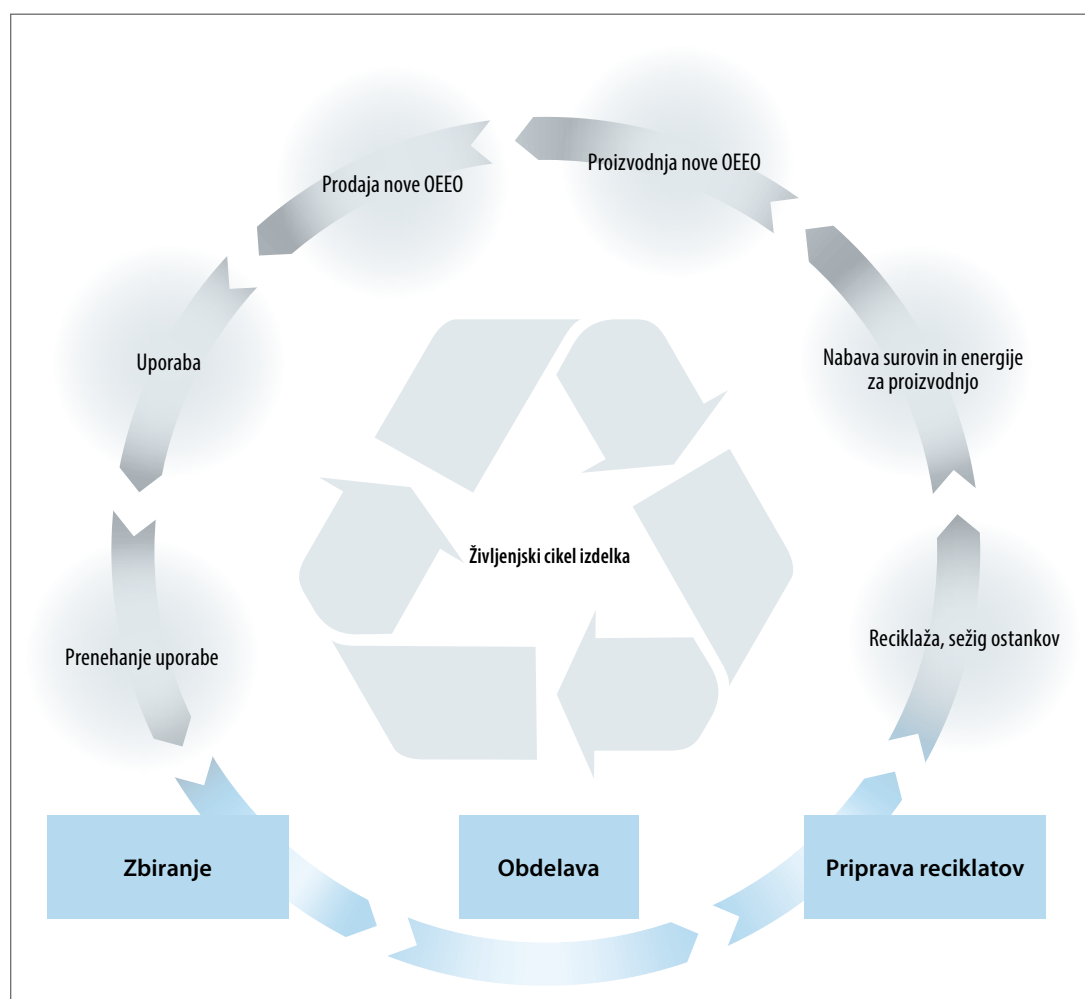 Proizvodnja nove OEEO
Prodaja nove OEEO
Uporaba
Nabava surovin in energije
za proizvodnjo
Življenjski cikel izdelka
Prenehanje uporabe
Reciklaža, sežig ostankov
Zbiranje
Obdelava
Priprava reciklatov